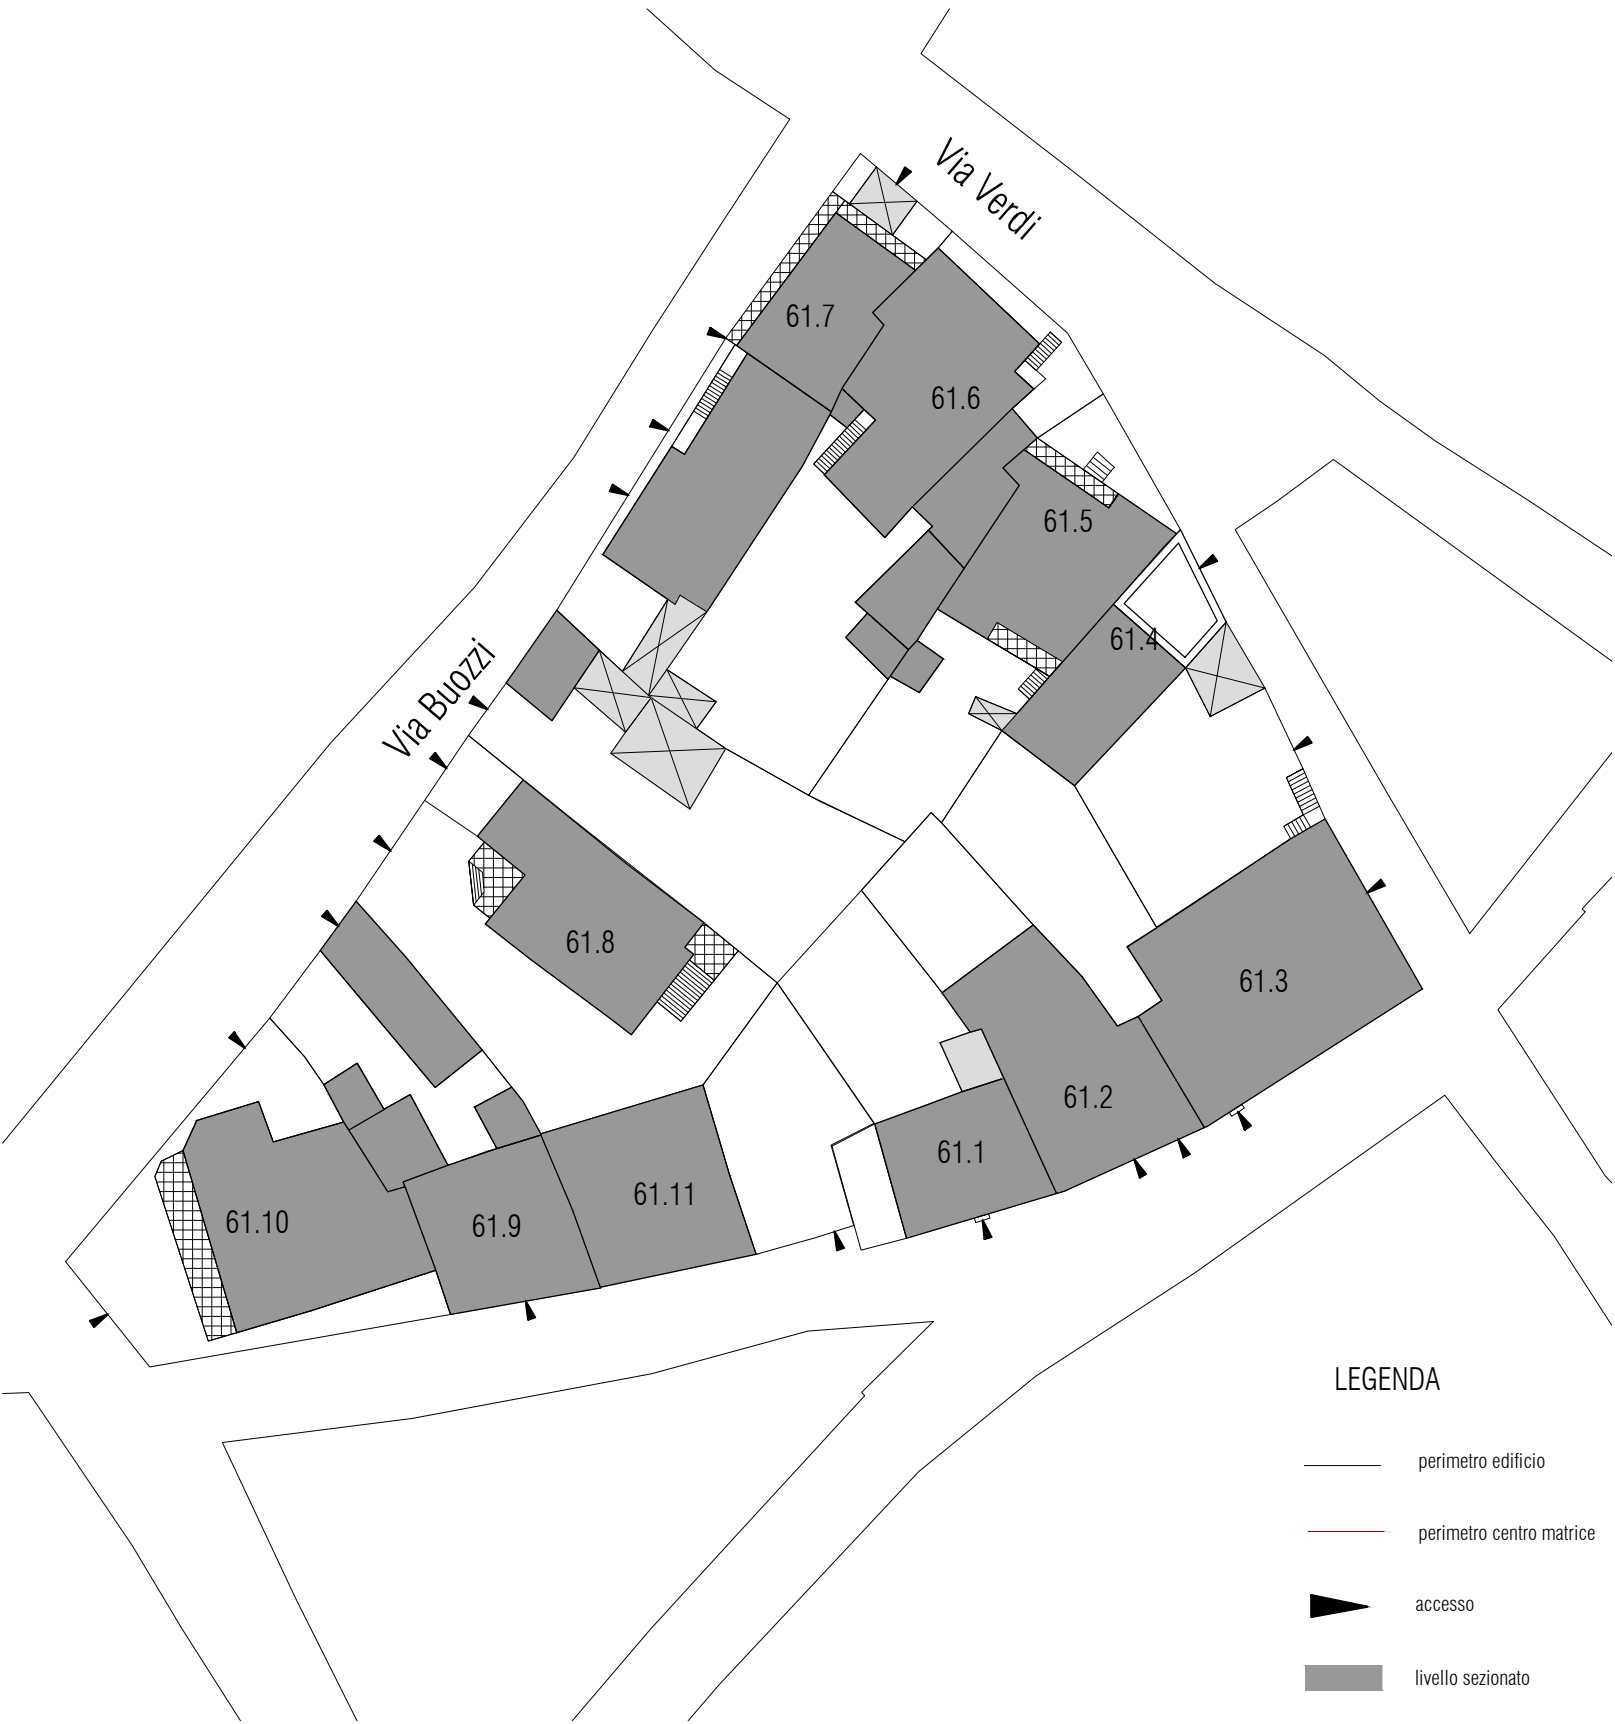 Via Verdi
61.7
61.6
61.5
61.4
Via Buozzi
61.8
61.3
61.2
61.1
61.11
61.10
61.9
LEGENDA
perimetro edificio
perimetro centro matrice
accesso
livello sezionato